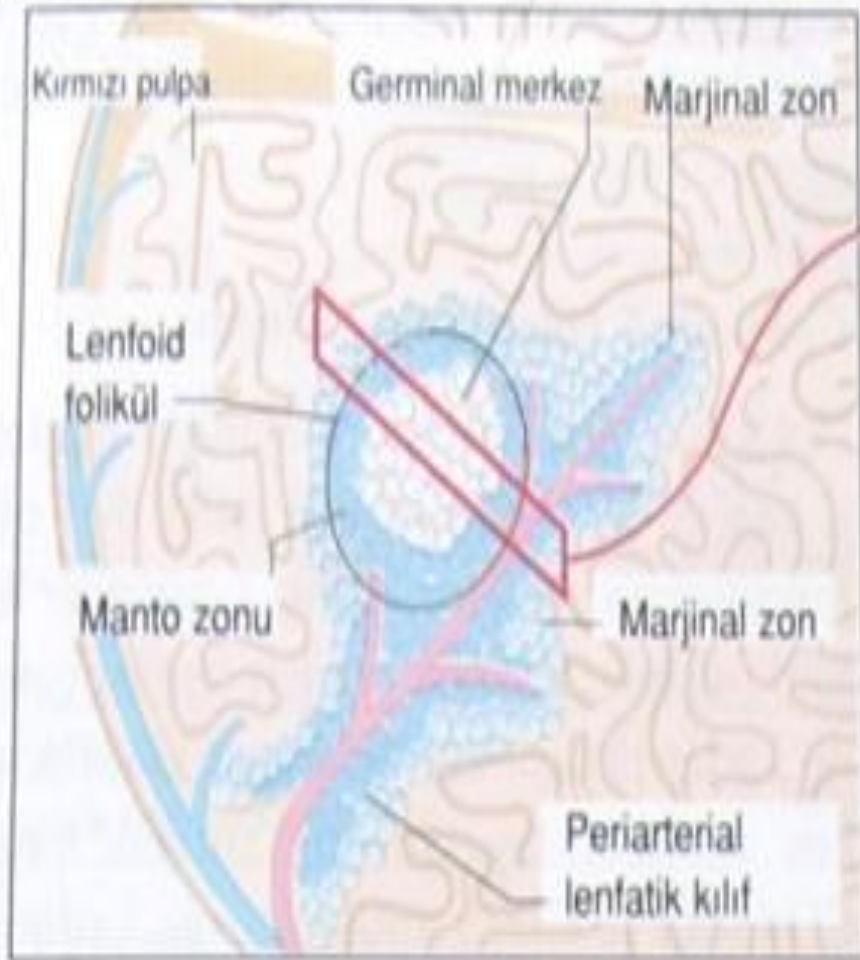 Kırmızı pulpa
Germinal merkez
Marjinal zon
Lenfoid
folikül
Manto zonu
Marjinal zon
Periarterial
lenfatik kılıf